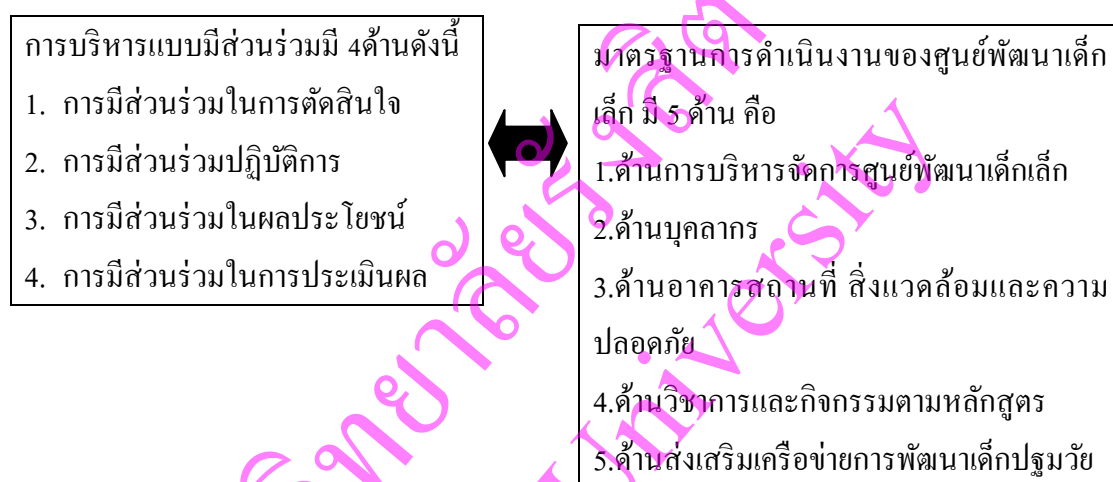 การบริหารแบบมีส่วนร่วมมี 4ด้านดังนี้
1. การมีส่วนร่วมในการตัดสินใจ
2. การมีส่วนร่วมปฏิบัติการ
3. การมีส่วนร่วมในผลประโยชน์
4. การมีส่วนร่วมในการประเมินผล
มาตรฐานการดำเนินงานของศูนย์พัฒนาเด็ก
เล็ก มี 5 ด้าน คือ
1.ด้านการบริหารจัดการศูนย์พัฒนาเด็กเล็ก
2.ด้านบุคลากร
3.ด้านอาคารสถานที่ สิ่งแวดล้อมและความ
ปลอดภัย
4.ด้านวิชาการและกิจกรรมตามหลักสูตร
5.ด้านส่งเสริมเครือข่ายการพัฒนาเด็กปฐมวัย
University